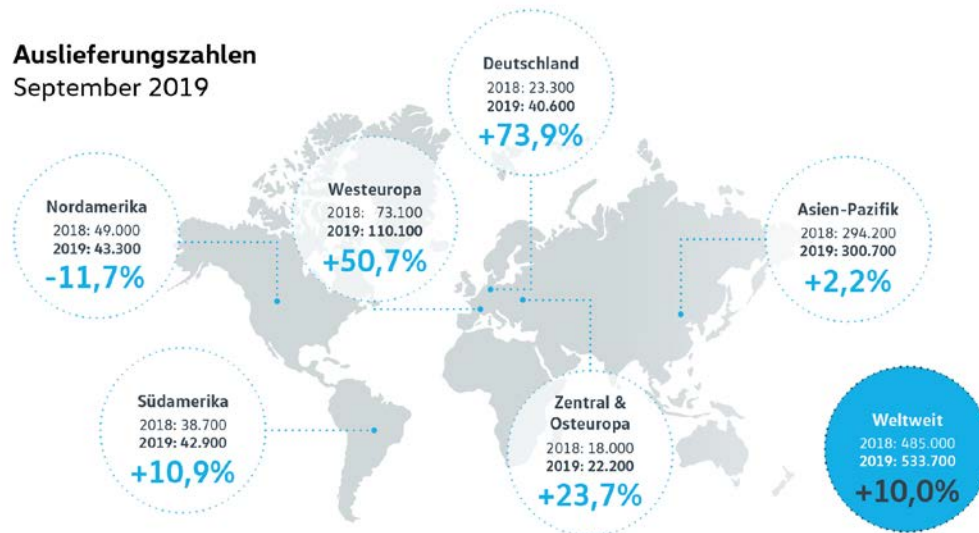 Auslieferungszahlen
September 2019
Deutschland
2018: 23.300
2019: 40.600
+73,9%
Westeuropa
2018: 73.100
2019: 110.100
+50,7%
Nordamerika
2018: 49.000
2019: 43.300
-11,7%
Asien-Pazifik
2018: 294.200
2019: 300.700
+2,2%
Südamerika
2018: 38.700
2019: 42.900
+10,9%
Zentral &
Osteuropa
2018: 18.000
2019: 22.200
+23,7%
Weltweit
2018: 485.000
2019: 533.700
+10,0%